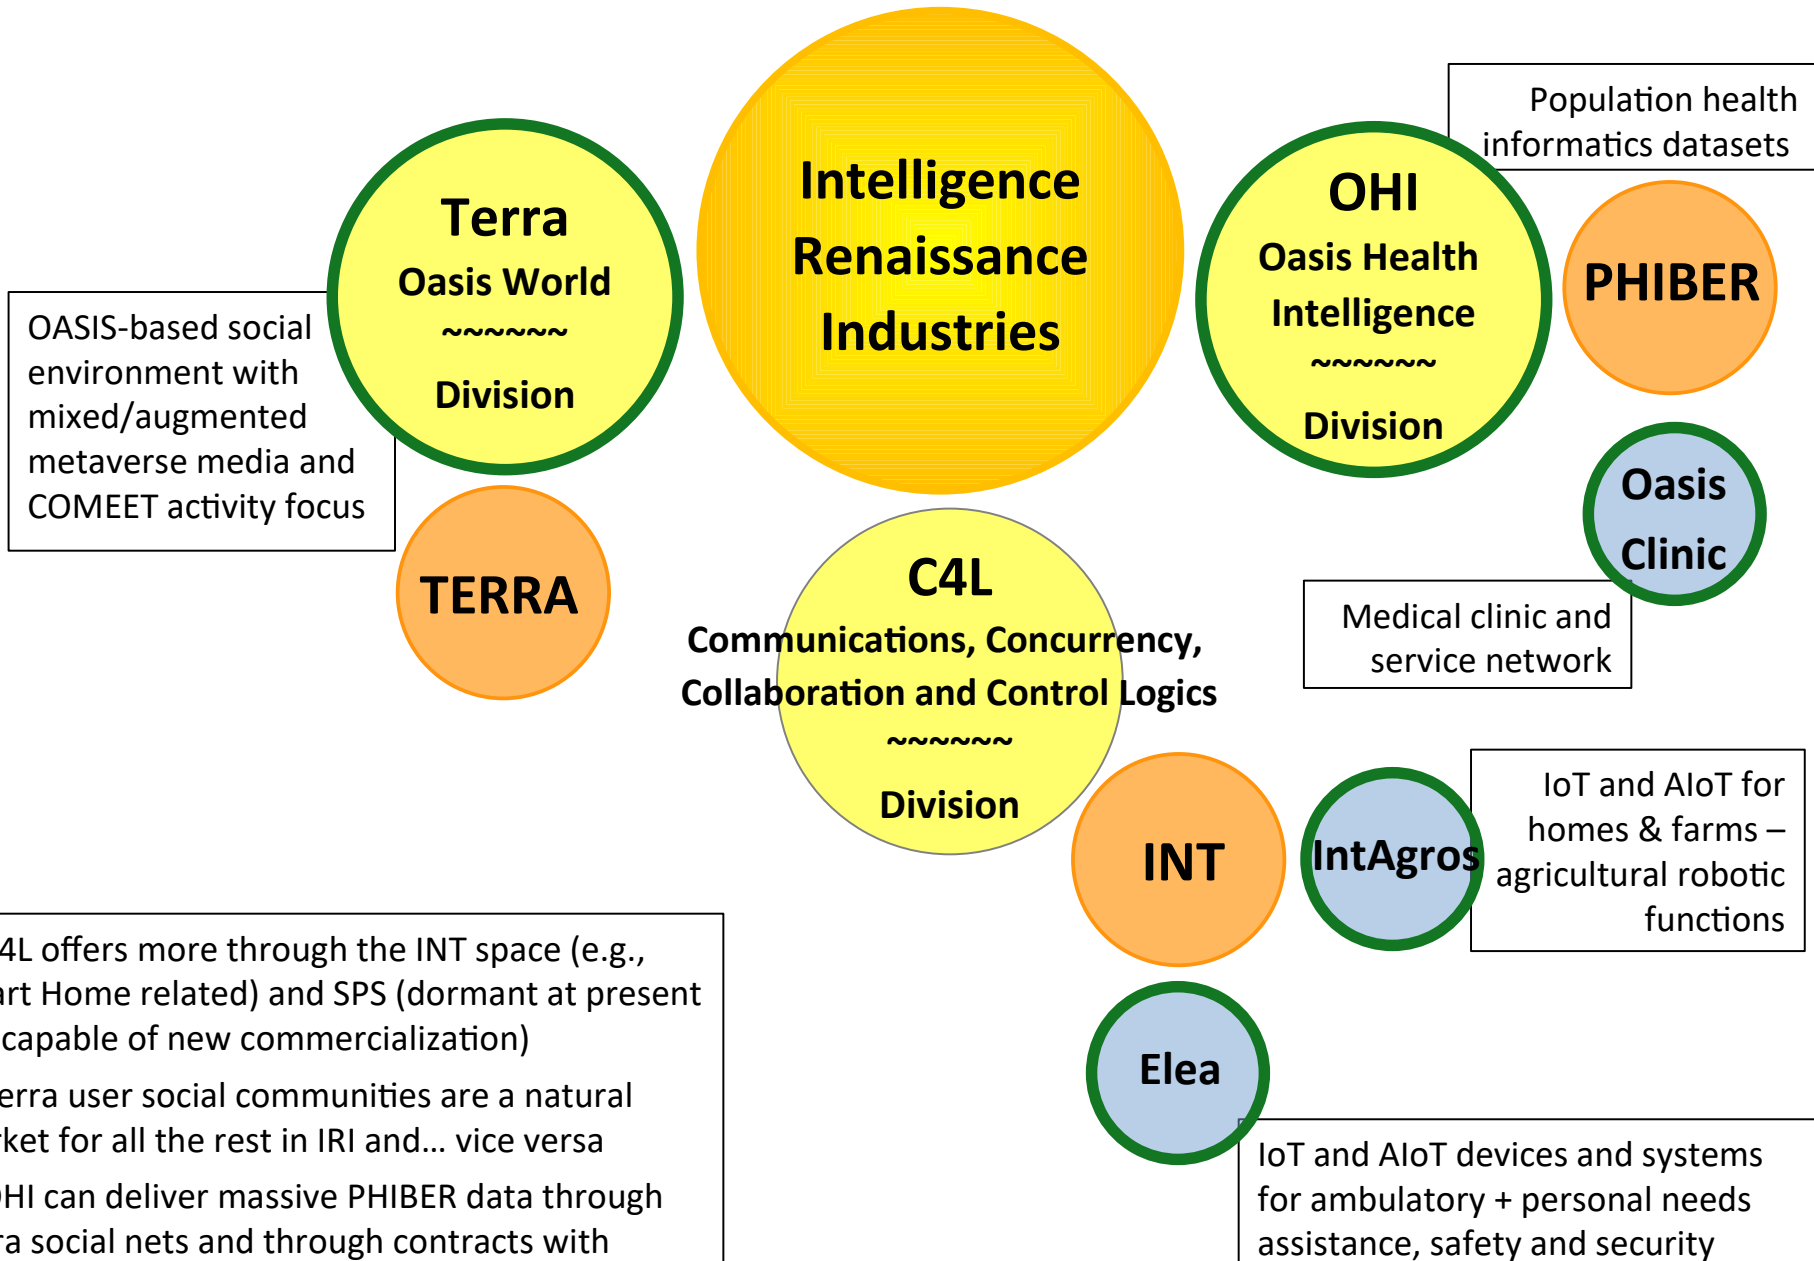 Intelligence
Renaissance
Industries
Terra
Oasis World
~~~~~~
Division
OASIS-based social
environment with
mixed/augmented
metaverse media and
COMEET activity focus
TERRA
OHI
Oasis Health
Intelligence
~~~~~~
Division
Population health
informatics datasets
PHIBER
Oasis
Clinic
Medical clinic and
service network
C4L
Communications, Concurrency,
Collaboration and Control Logics
~~~~~~
Division
INT
IntAgros
IoT and AIoT for
homes & farms –
agricultural robotic
functions
Elea
IoT and AIoT devices and systems
for ambulatory + personal needs
assistance, safety and security
4L offers more through the INT space (e.g.,
art Home related) and SPS (dormant at present
capable of new commercialization)
erra user social communities are a natural
rket for all the rest in IRI and... vice versa
OHI can deliver massive PHIBER data through
ra social nets and through contracts with